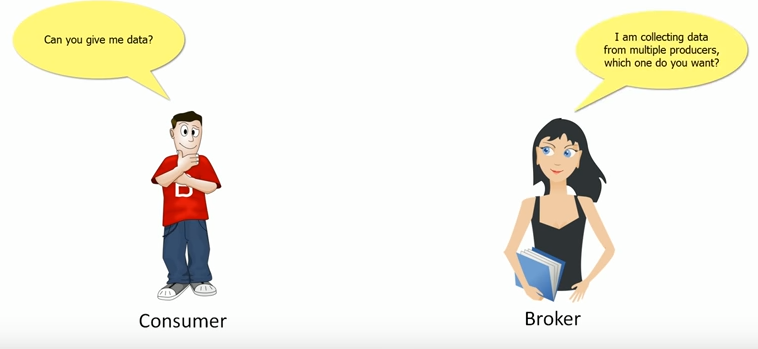 Can you give me data?
I am collecting data
from multiple producers,
which one do you want?
B
Consumer
Broker